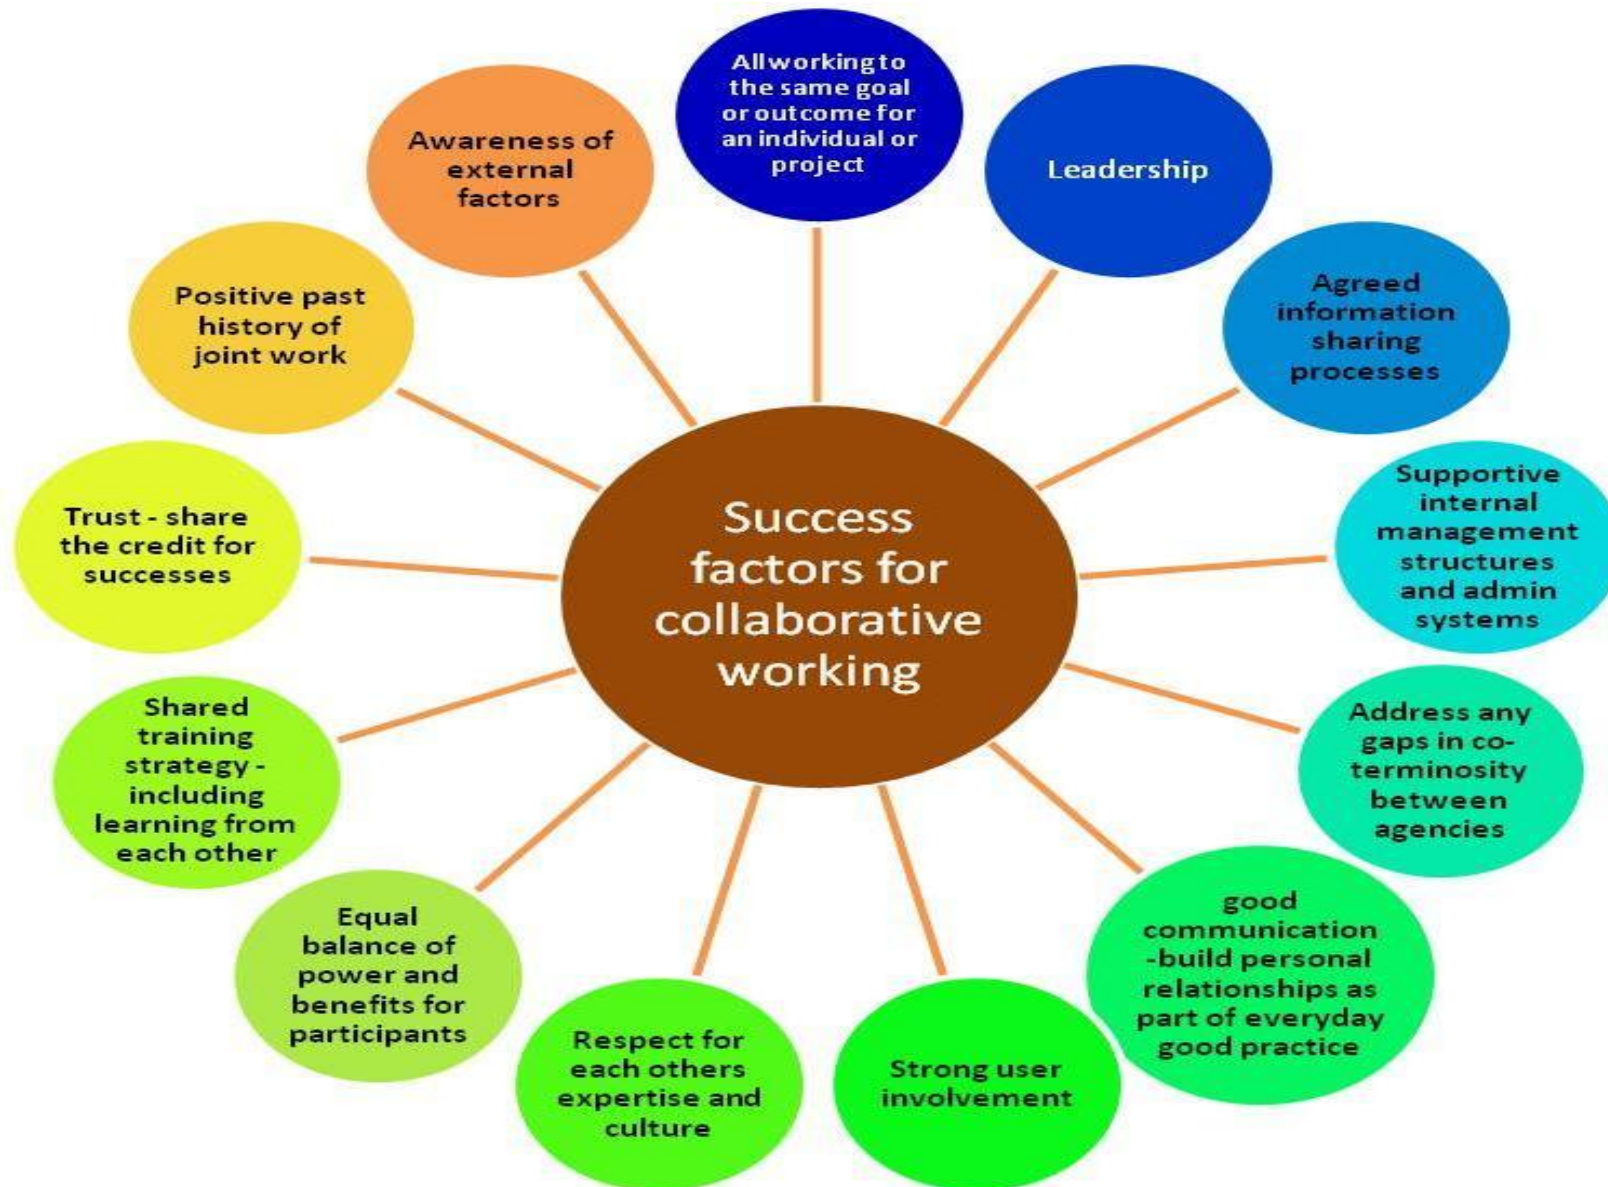 All working to
the same goal
or outcome for
an individual or
project
Leadership
Agreed
information
sharing
processes
Supportive
internal
management
structures
and admin
systems
Address any
gaps in co-
terminosity
between
agencies
good
communication
-build personal
relationships as
part of everyday
good practice
Strong user
involvement
Respect for
each others
expertise and
culture
Equal
balance of
power and
benefits for
participants
Shared
training
strategy -
including
learning from
each other
Trust - share
the credit for
successes
Positive past
history of
joint work
Awareness of
external
factors
Success
factors for
collaborative
working